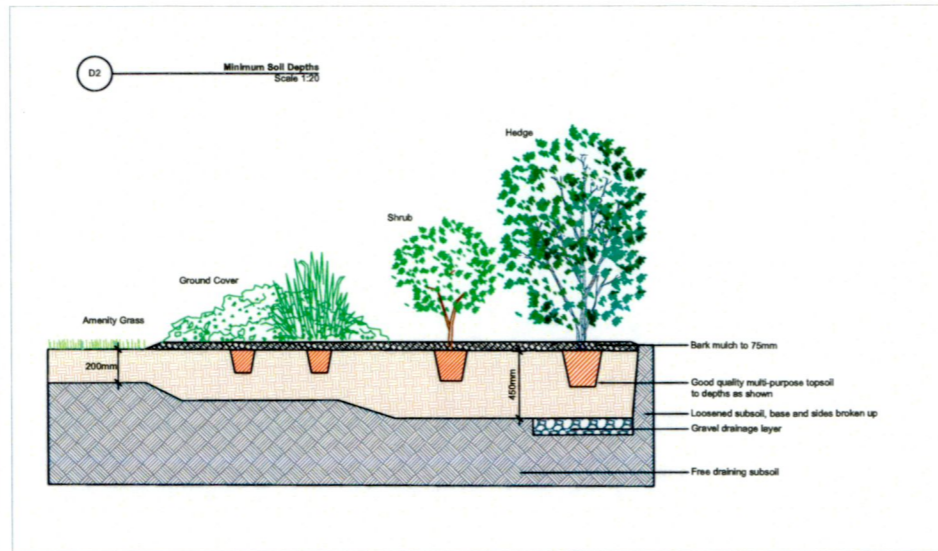 D2
Minimum Soil Depths
Scale 1:20
Hedge
Shrub
Ground Cover
Amenity Grass
200mm
450mm
Bark mulch to 75mm
Good quality multi-purpose topsoil
to depths as shown
Loosened subsoil, base and sides broken up
Gravel drainage layer
Free draining subsoil